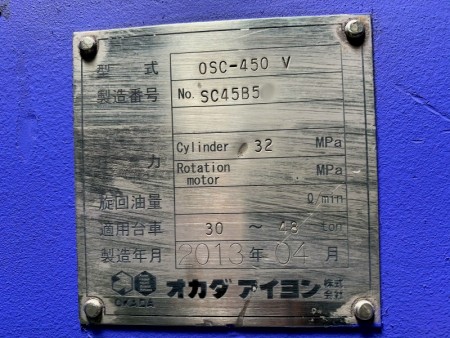 型式 OSC-450 V
製造番号 No. SC45B5
力 Cylinder 32 MPa
Rotation motor MPa
旋回油量 ℓ/min
適用台車 30 ～ 48 ton
製造年月 2013年 04月
OKADA オカダ アイヨン 株式会社